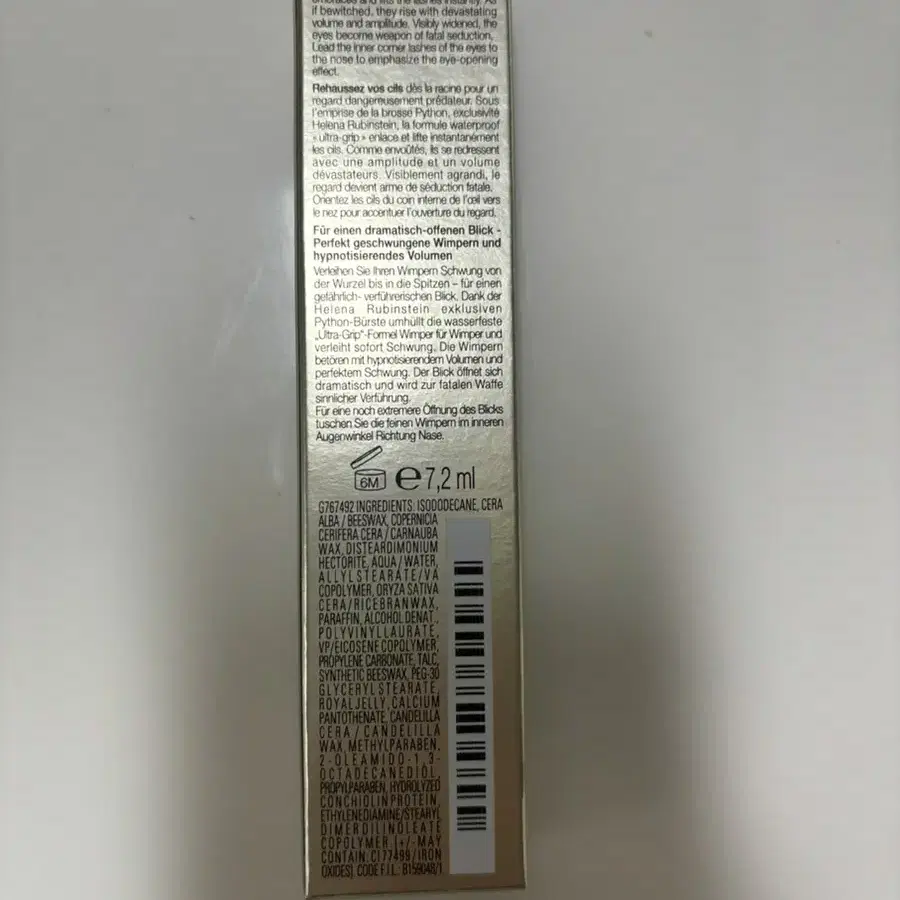 embraces and lifts the lashes instantly. As
if bewitched, they rise with devastating
volume and amplitude. Visibly widened, the
eyes become weapon of fatal seduction.
Lead the inner corner lashes of the eyes to
the nose to emphasize the eye-opening
effect.
Rehaussez vos cils dès la racine pour un
regard dangereusement prédateur. Sous
l'emprise de la brosse Python, exclusivité
Helena Rubinstein, la formule waterproof
« ultra-grip » enlace et lifte instantanément
les cils. Comme envoûtés, ils se redressent
avec une amplitude et un volume
dévastateurs. Visiblement agrandi, le
regard devient arme de séduction fatale.
Orientez les cils du coin interne de l'œil vers
le nez pour accentuer l'ouverture du regard.
Für einen dramatisch-offenen Blick -
Perfekt geschwungene Wimpern und
hypnotisierendes Volumen
Verleihen Sie Ihren Wimpern Schwung von
der Wurzel bis in die Spitzen – für einen
gefährlich- verführerischen Blick. Dank der
Helena Rubinstein exklusiven
Python-Bürste umhüllt die wasserfeste
„Ultra-Grip"-Formel Wimper für Wimper und
verleiht sofort Schwung. Die Wimpern
betören mit hypnotisierendem Volumen und
perfektem Schwung. Der Blick öffnet sich
dramatisch und wird zur fatalen Waffe
sinnlicher Verführung.
Für eine noch extremere Öffnung des Blicks
tuschen Sie die feinen Wimpern im inneren
Augenwinkel Richtung Nase.
6M e 7,2 ml
G767492 INGREDIENTS: ISODODECANE, CERA
ALBA / BEESWAX, COPERNICIA
CERIFERA CERA / CARNAUBA
WAX, DISTEARDIMONIUM
HECTORITE, AQUA / WATER,
ALLYL STEARATE/VA
COPOLYMER, ORYZA SATIVA
CERA/RICE BRAN WAX,
PARAFFIN, ALCOHOL DENAT.,
POLYVINYL LAURATE,
VP/EICOSENE COPOLYMER,
PROPYLENE CARBONATE, TALC,
SYNTHETIC BEESWAX, PEG-30
GLYCERYL STEARATE,
ROYAL JELLY, CALCIUM
PANTOTHENATE, CANDELILLA
CERA / CANDELILLA
WAX, METHYLPARABEN,
2-OLEAMIDO-1,3-
OCTADECANEDIOL,
PROPYLPARABEN, HYDROLYZED
CONCHIOLIN PROTEIN,
ETHYLENEDIAMINE/STEARYL
DIMER DILINOLEATE
COPOLYMER [+/- MAY
CONTAIN: CI 77499 / IRON
OXIDES]. CODE F.I.L. B159048/1